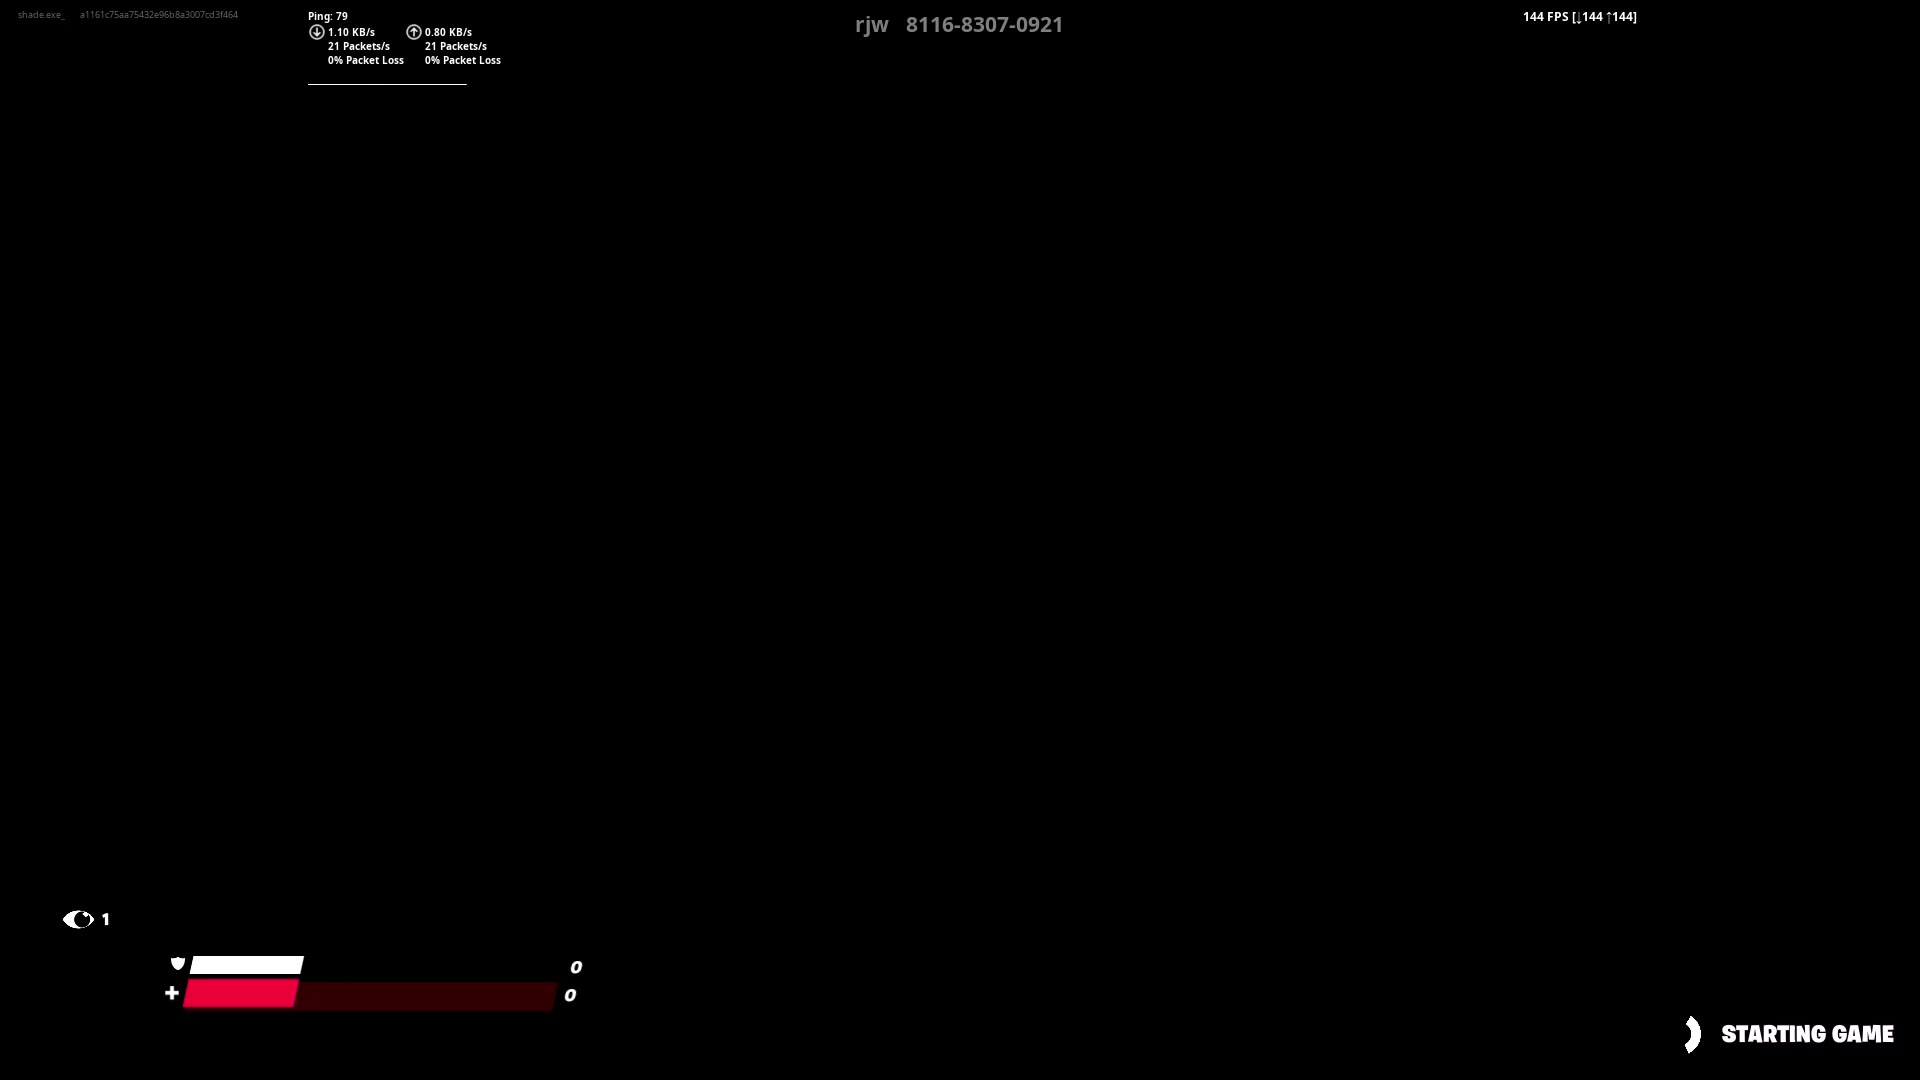 shade.exe_ a1161c75aa75432e96b8a3007cd3f464
Ping: 79
1.10 KB/s 0.80 KB/s
21 Packets/s 21 Packets/s
0% Packet Loss 0% Packet Loss
rjw 8116-8307-0921
144 FPS [↓144 ↑144]
1
0
0
STARTING GAME